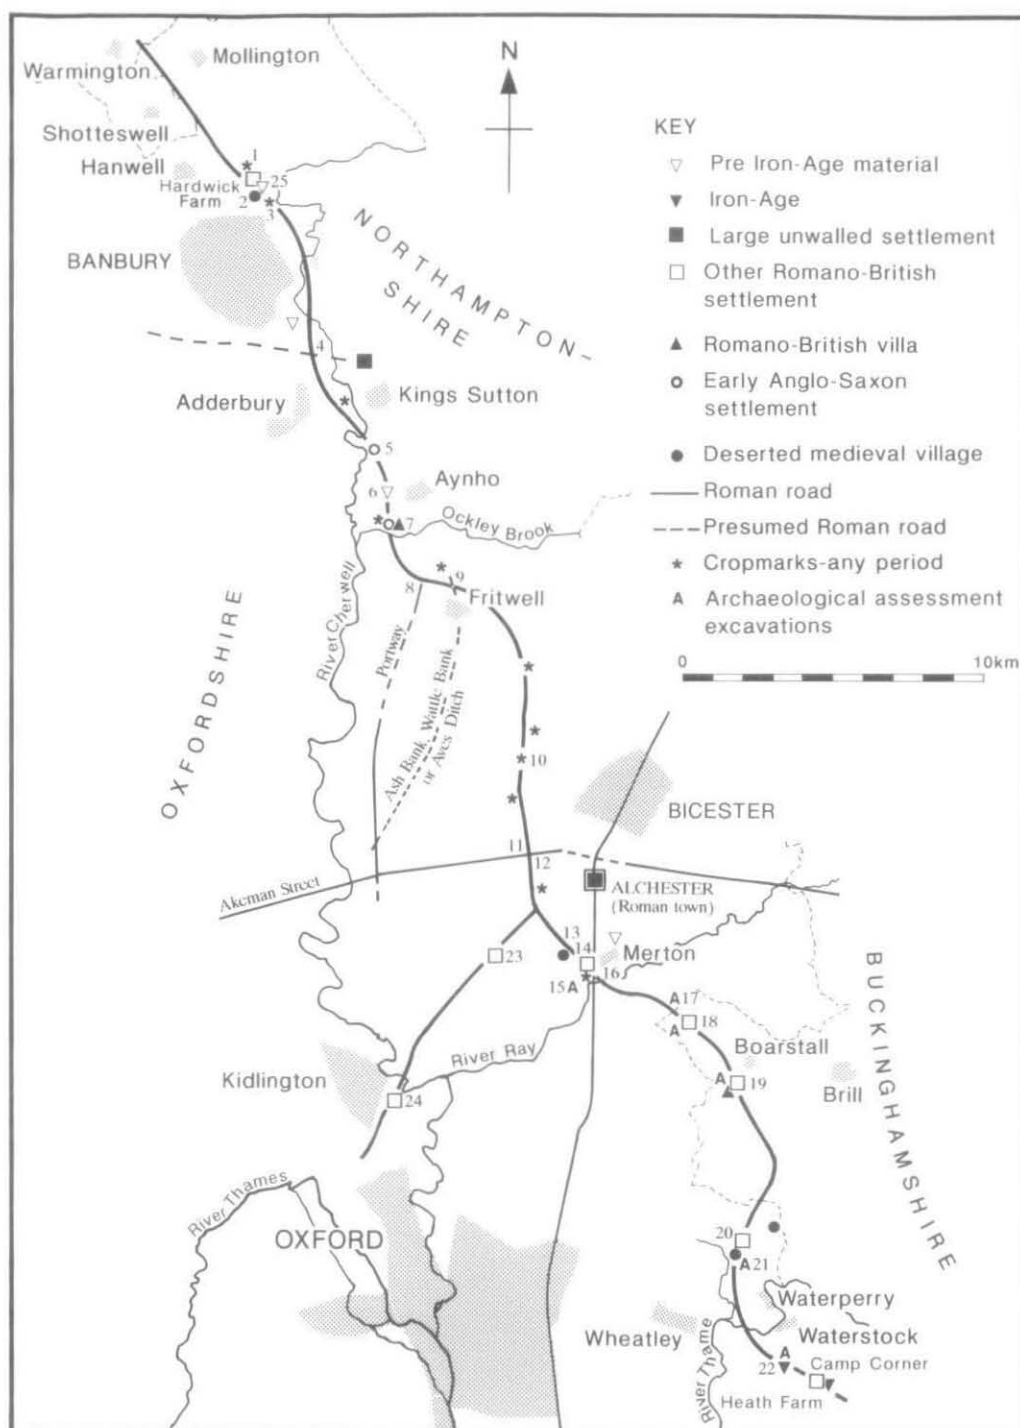 Warmington
Mollington
Shotteswell
Hanwell
1
Hardwick
Farm
25
2
3
BANBURY
N
NORTHAMPTON-
SHIRE
4
Adderbury
Kings Sutton
5
6
Aynho
7
Ockley Brook
8
9
Fritwell
River Cherwell
Portway
Ash Bank, Wattle Bank
or Aves Ditch
OXFORDSHIRE
10
BICESTER
11
12
Akeman Street
ALCHESTER
(Roman town)
13
14
Merton
23
15A
16
A17
A
18
River Ray
Boarstall
A
19
Brill
Kidlington
24
BUCKINGHAMSHIRE
River Thames
OXFORD
20
A21
Waterperry
Wheatley
Waterstock
River Thame
A
22
Camp Corner
Heath Farm
KEY
Pre Iron-Age material
Iron-Age
Large unwalled settlement
Other Romano-British
settlement
Romano-British villa
Early Anglo-Saxon
settlement
Deserted medieval village
Roman road
Presumed Roman road
Cropmarks-any period
A Archaeological assessment
excavations
0 10km